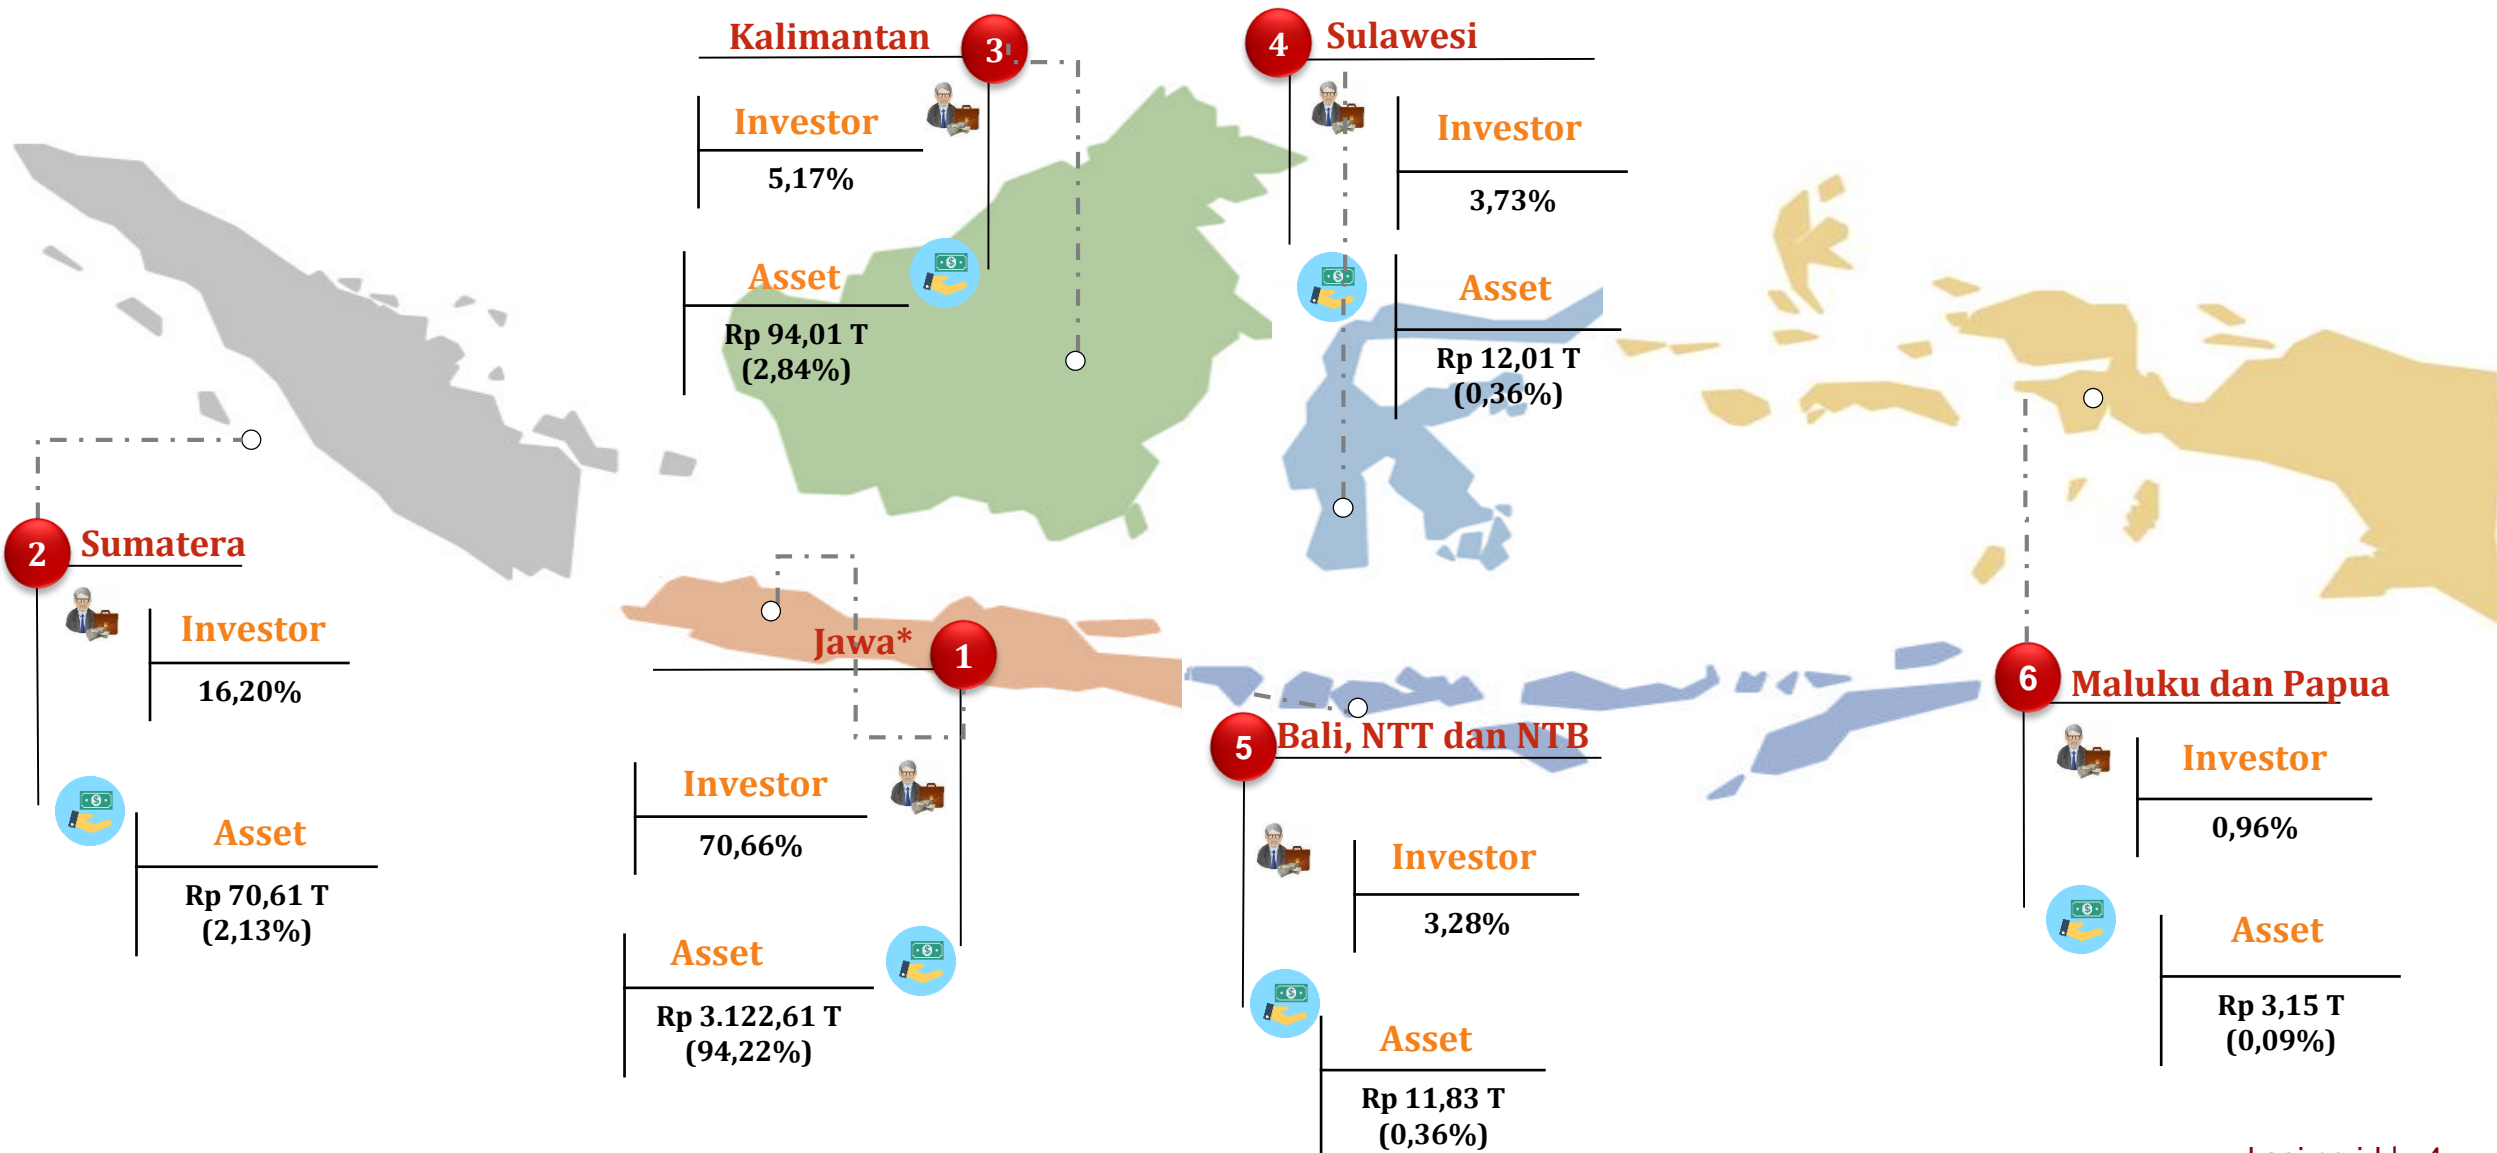 Kalimantan
3
Investor
5,17%
Asset
Rp 94,01 T
(2,84%)
4
Sulawesi
Investor
3,73%
Asset
Rp 12,01 T
(0,36%)
2
Sumatera
Investor
16,20%
Asset
Rp 70,61 T
(2,13%)
Jawa*
1
Investor
70,66%
Asset
Rp 3.122,61 T
(94,22%)
5
Bali, NTT dan NTB
Investor
3,28%
Asset
Rp 11,83 T
(0,36%)
6
Maluku dan Papua
Investor
0,96%
Asset
Rp 3,15 T
(0,09%)